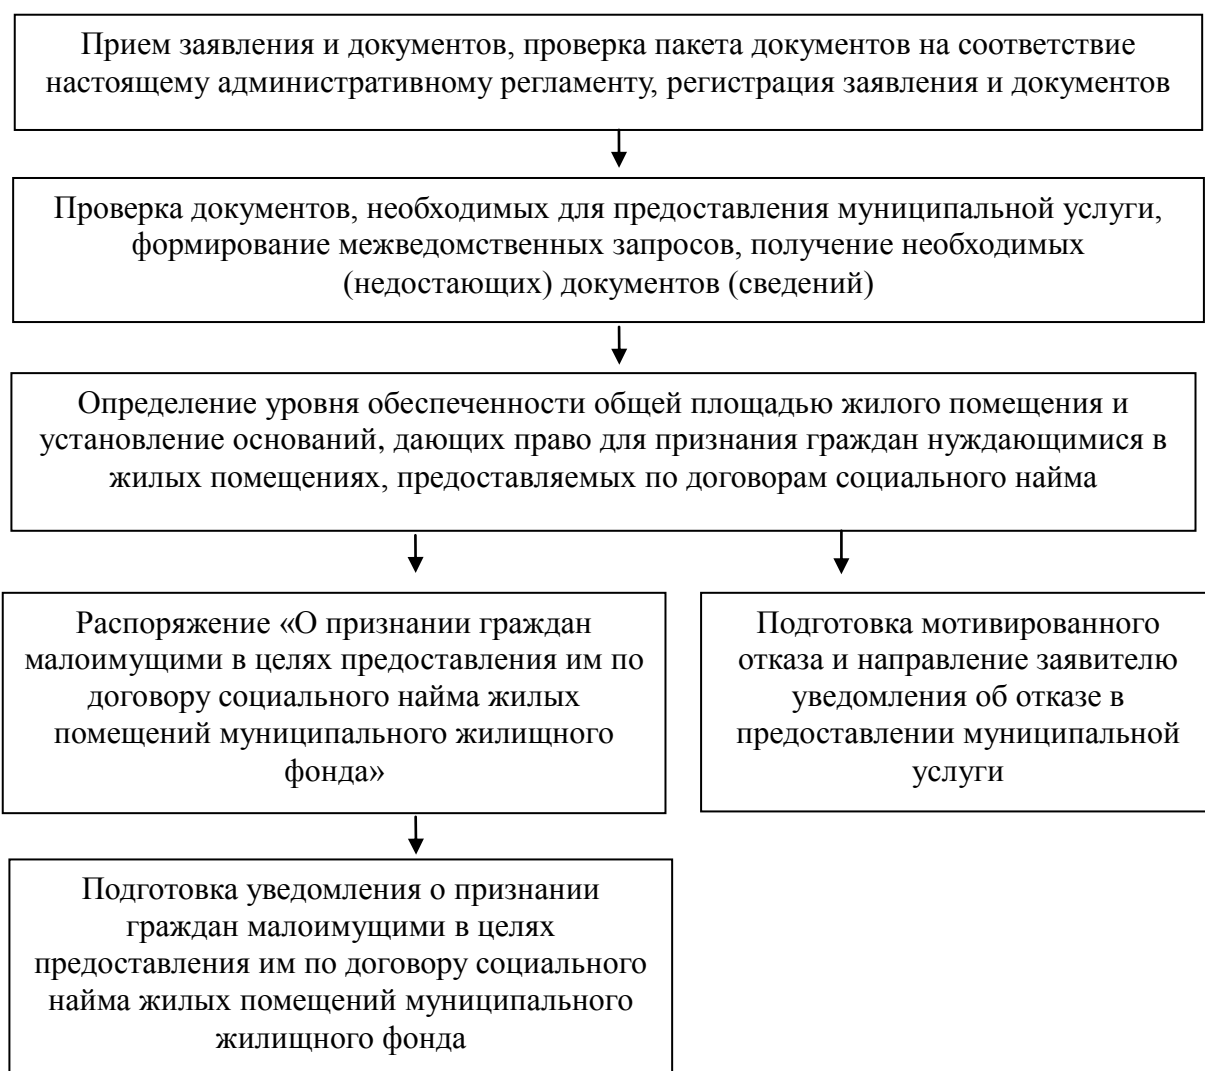 Прием заявления и документов, проверка пакета документов на соответствие
настоящему административному регламенту, регистрация заявления и документов
Проверка документов, необходимых для предоставления муниципальной услуги,
формирование межведомственных запросов, получение необходимых
(недостающих) документов (сведений)
Определение уровня обеспеченности общей площадью жилого помещения и
установление оснований, дающих право для признания граждан нуждающимися в
жилых помещениях, предоставляемых по договорам социального найма
Распоряжение «О признании граждан
малоимущими в целях предоставления им по
договору социального найма жилых
помещений муниципального жилищного
фонда»
Подготовка мотивированного
отказа и направление заявителю
уведомления об отказе в
предоставлении муниципальной
услуги
Подготовка уведомления о признании
граждан малоимущими в целях
предоставления им по договору социального
найма жилых помещений муниципального
жилищного фонда